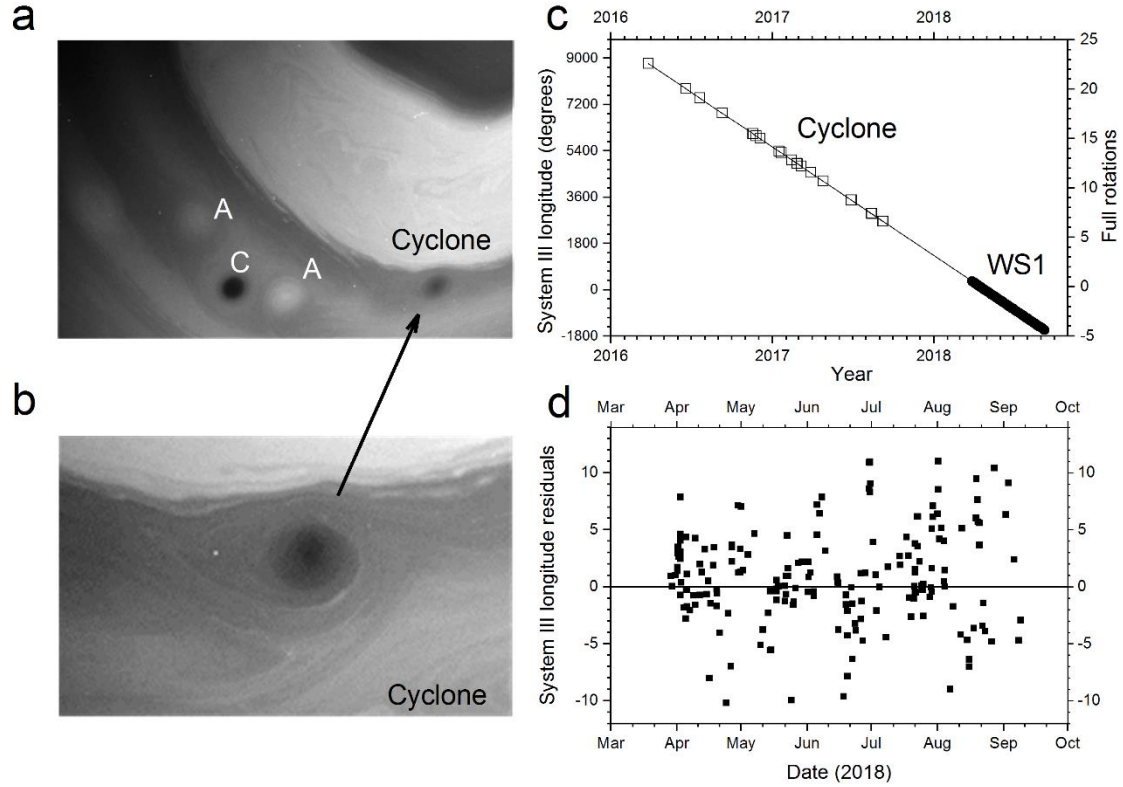 a
A
A
C
Cyclone
b
Cyclone
c
2016 2017 2018
System III longitude (degrees)
9000
7200
5400
3600
1800
0
-1800
25
20
15
10
5
0
-5
Full rotations
Cyclone
WS1
2016 2017 2018
Year
d
Mar Apr May Jun Jul Aug Sep Oct
System III longitude residuals
10
5
0
-5
-10
10
5
0
-5
-10
Mar Apr May Jun Jul Aug Sep Oct
Date (2018)